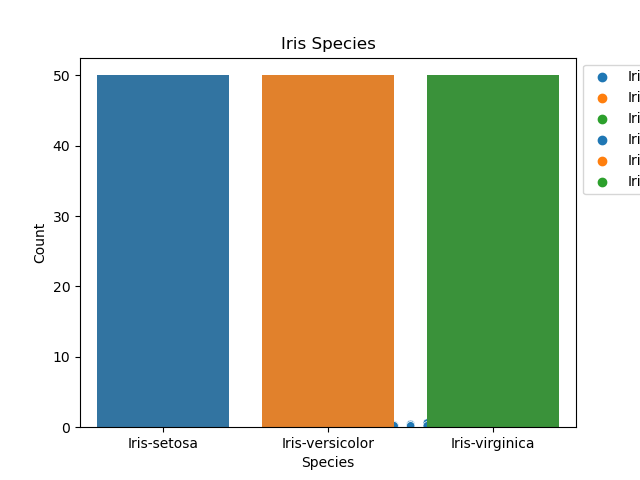 Iris Species
50
40
30
20
10
0
Count
Iris-setosa
Iris-versicolor
Iris-virginica
Species
Iri
Iri
Iri
Iri
Iri
Iri